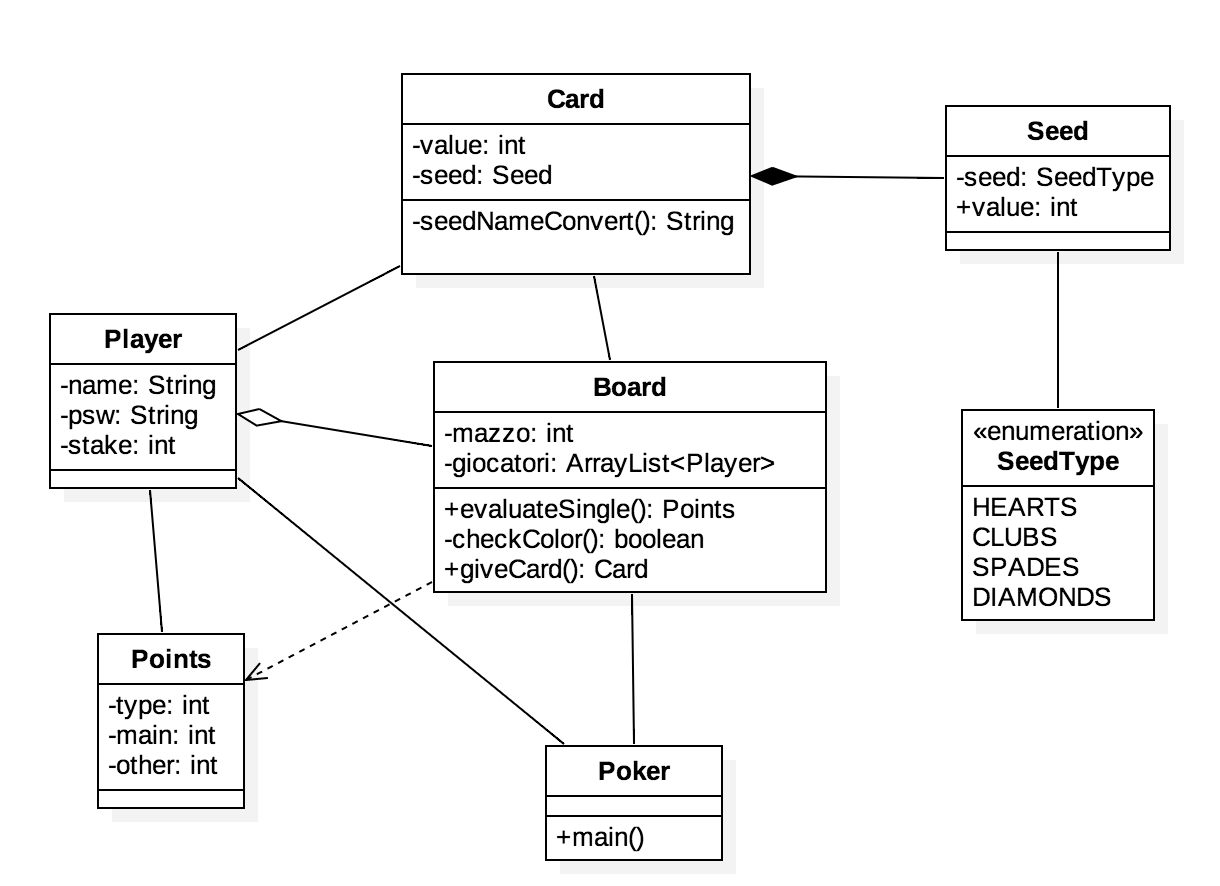 Card
-value: int
-seed: Seed
-seedNameConvert(): String
Seed
-seed: SeedType
+value: int
Player
-name: String
-psw: String
-stake: int
Board
-mazzo: int
-giocatori: ArrayList<Player>
+evaluateSingle(): Points
-checkColor(): boolean
+giveCard(): Card
«enumeration»
SeedType
HEARTS
CLUBS
SPADES
DIAMONDS
Points
-type: int
-main: int
-other: int
Poker
+main()